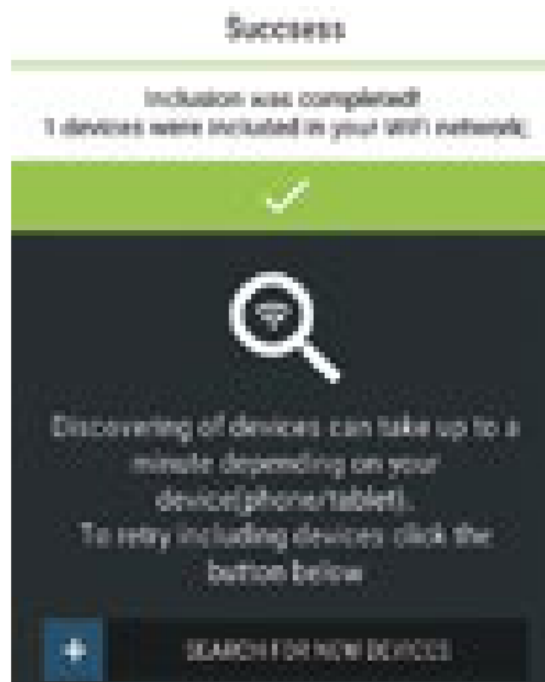 Succsess
Inclusion was completed!
1 devices were included in your WiFi network;
Discovering of devices can take up to a
minute depending on your
device(phone/tablet).
To retry including devices click the
button below
SEARCH FOR NEW DEVICES